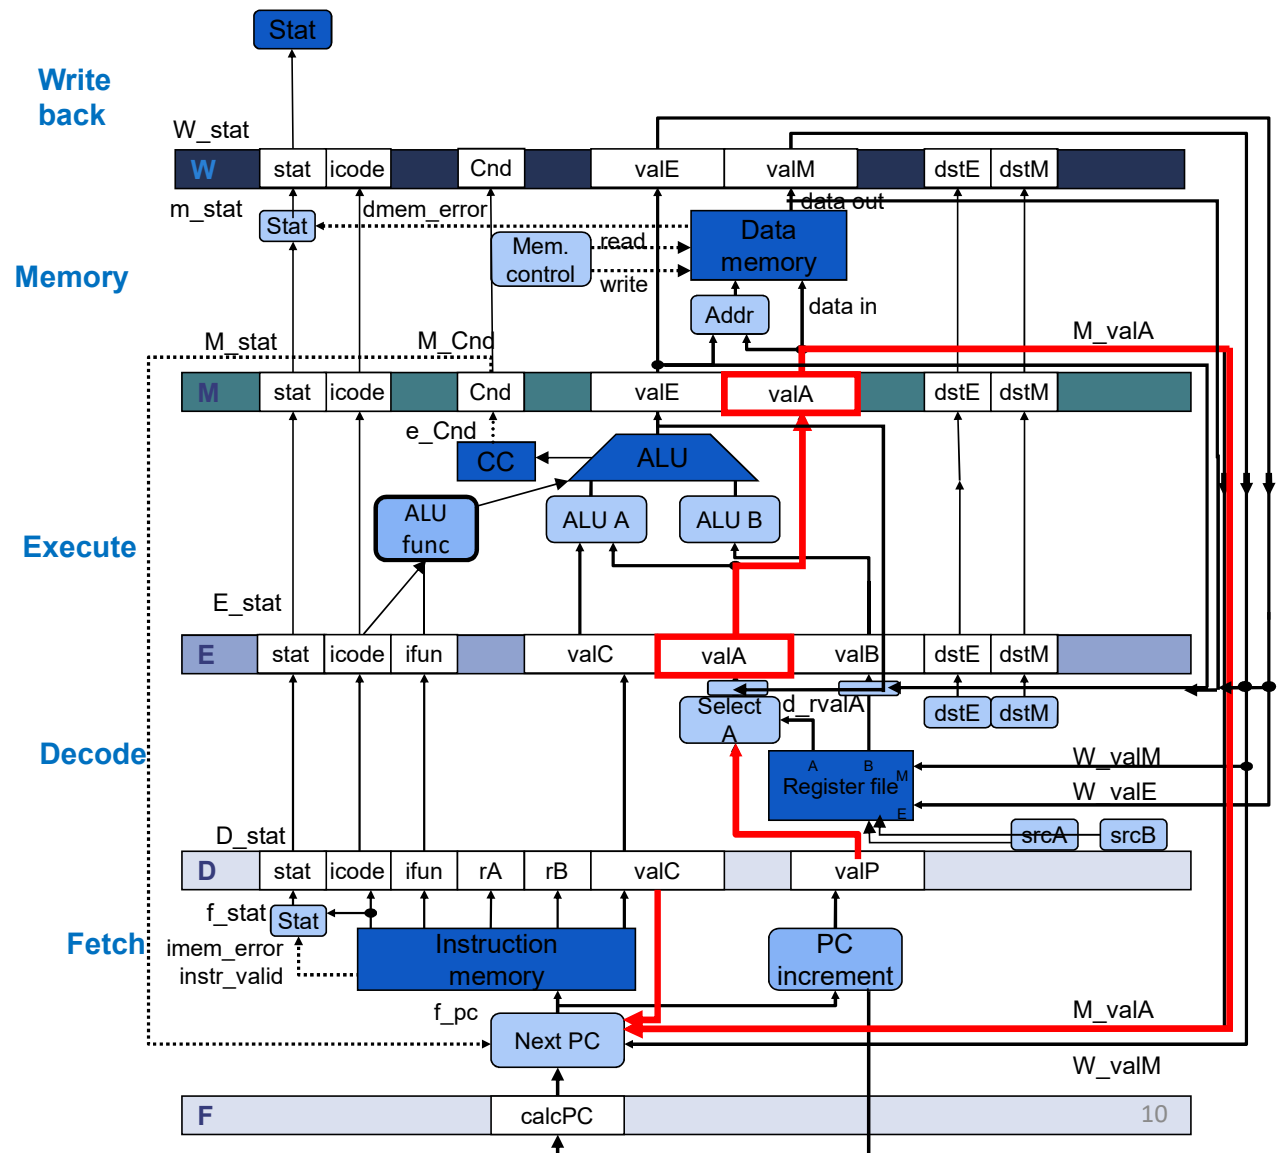 Stat
Write
back
W_stat
W stat icode Cnd valE valM dstE dstM
m_stat
Stat
dmem_error
data out
Mem.
control
read
write
Data
memory
Memory
Addr
data in
M_stat
M_Cnd
M_valA
M stat icode Cnd valE valA dstE dstM
e_Cnd
CC
ALU
ALU
func
ALU A
ALU B
Execute
E_stat
E stat icode ifun valC valA valB dstE dstM
Select
A
d_rvalA
dstE
dstM
Decode
A
B
M
Register file
E
W_valM
W_valE
srcA
srcB
D_stat
D stat icode ifun rA rB valC valP
f_stat
Stat
Fetch
imem_error
instr_valid
Instruction
memory
PC
increment
f_pc
M_valA
Next PC
W_valM
F calcPC 10